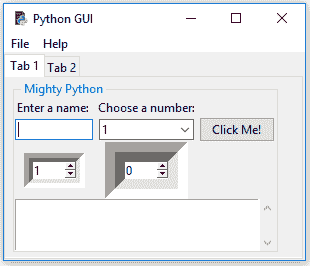 Python GUI
File Help
Tab 1 Tab 2
Mighty Python
Enter a name: Choose a number:
1 Click Me!
1 0